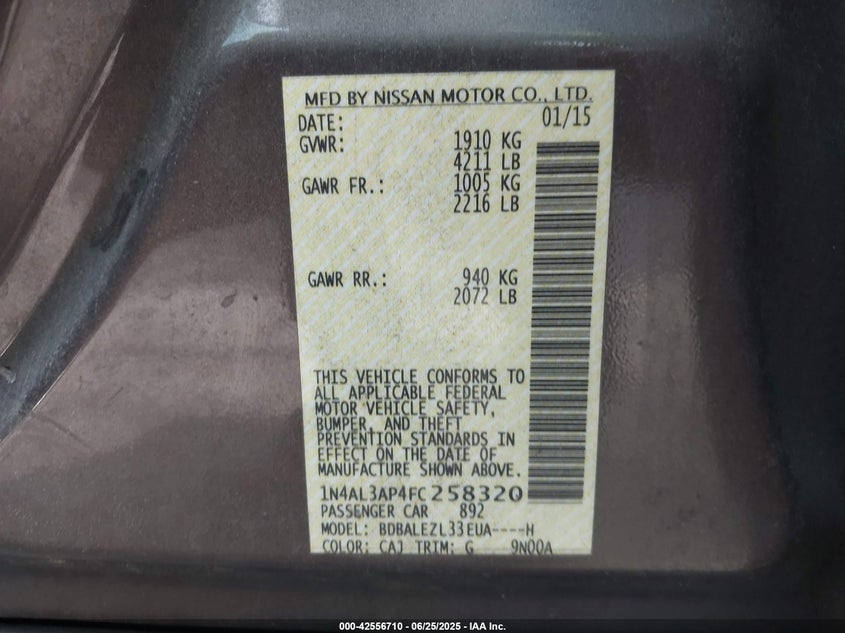 MFD BY NISSAN MOTOR CO., LTD.
DATE: 01/15
GVWR: 1910 KG
4211 LB
GAWR FR.: 1005 KG
2216 LB
GAWR RR.: 940 KG
2072 LB
THIS VEHICLE CONFORMS TO
ALL APPLICABLE FEDERAL
MOTOR VEHICLE SAFETY,
BUMPER, AND THEFT
PREVENTION STANDARDS IN
EFFECT ON THE DATE OF
MANUFACTURE SHOWN ABOVE.
1N4AL3AP4FC258320
PASSENGER CAR 892
MODEL: BDBALEZL33EUA----H
COLOR: CAJ TRIM: G 9N00A
000-42556710 - 06/25/2025 - IAA Inc.